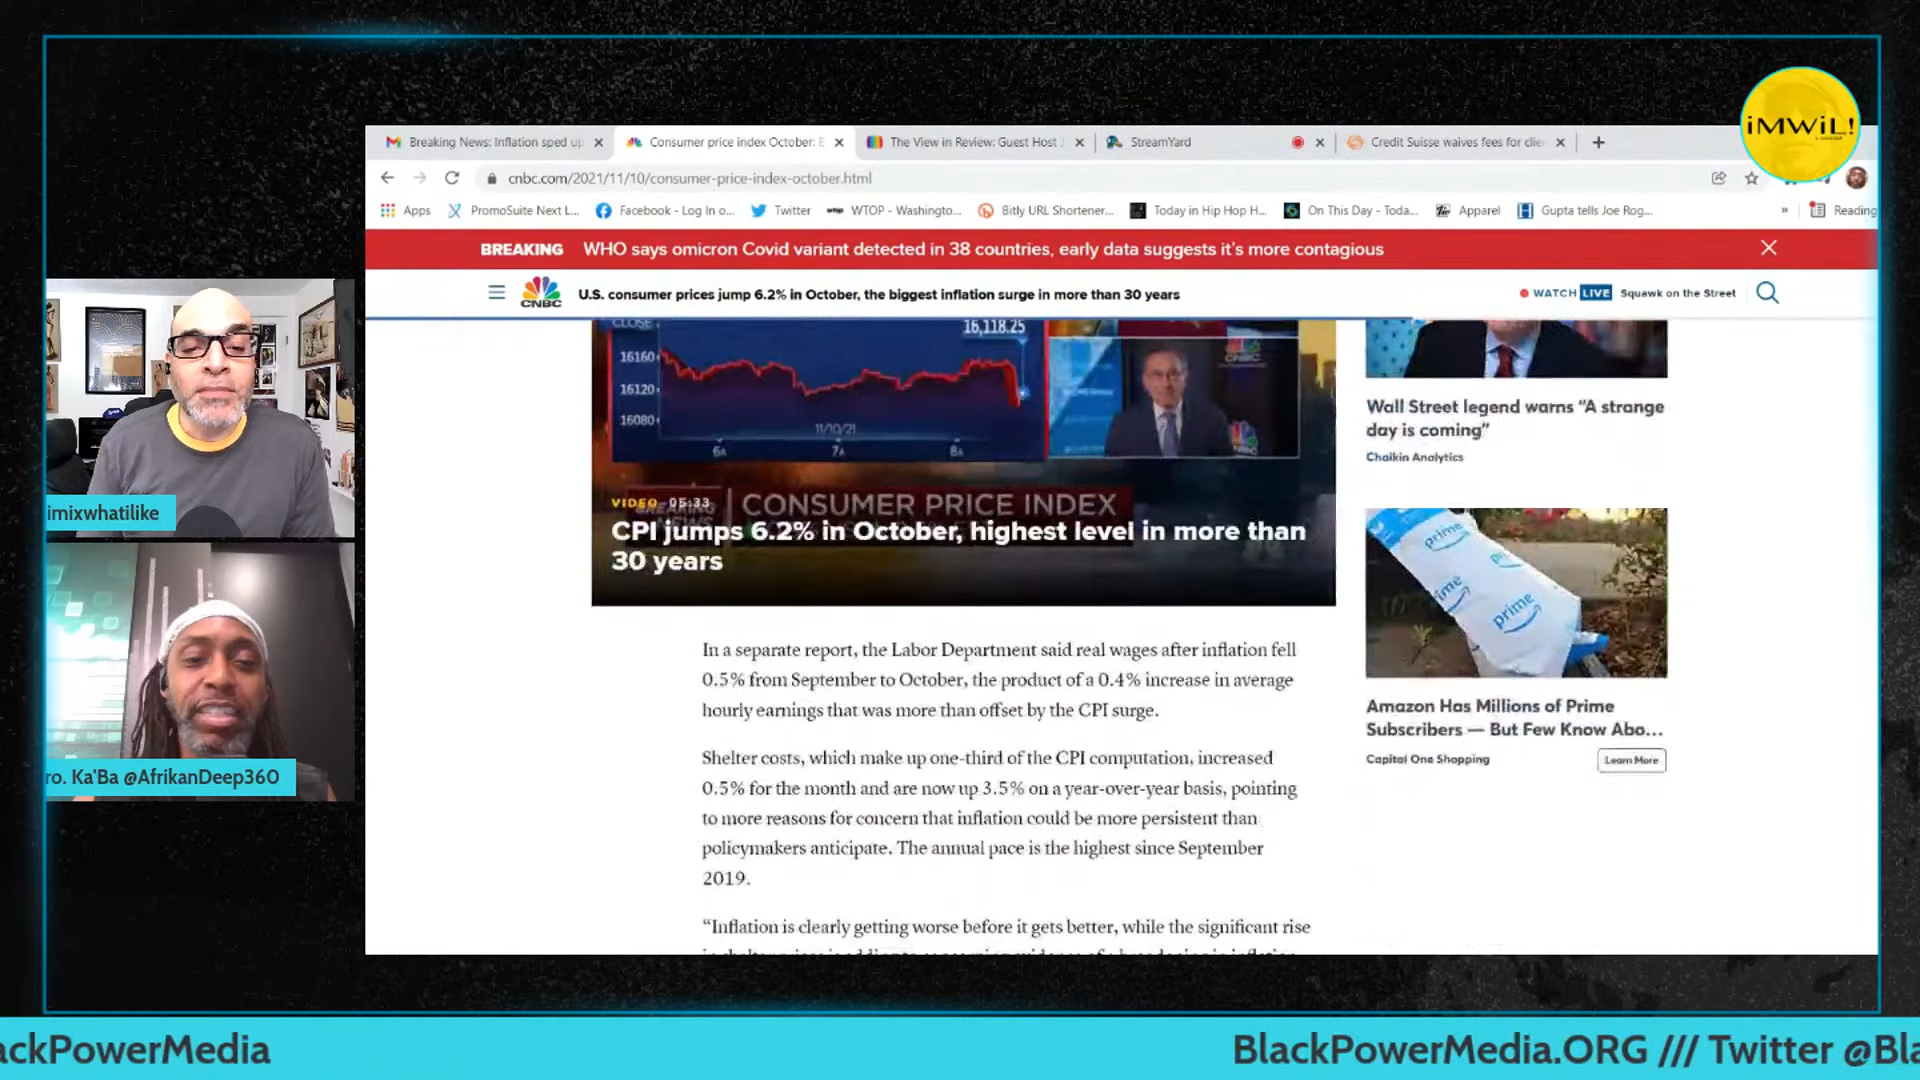 iMWiL!
Breaking News: Inflation sped up
Consumer price index October: E
The View in Review: Guest Host J
StreamYard
Credit Suisse waives fees for clie
cnbc.com/2021/11/10/consumer-price-index-october.html
Apps
PromoSuite Next L...
Facebook - Log In o...
Twitter
WTOP - Washingto...
Bitly URL Shortener...
Today in Hip Hop H...
On This Day - Toda...
Apparel
Gupta tells Joe Rog...
»
Reading
BREAKING WHO says omicron Covid variant detected in 38 countries, early data suggests it's more contagious
CNBC
U.S. consumer prices jump 6.2% in October, the biggest inflation surge in more than 30 years
WATCH LIVE Squawk on the Street
CLOSE
16,118.25
16160
16120
16080
11/10/21
6A
7A
8A
VIDEO 05:33
CONSUMER PRICE INDEX
CPI jumps 6.2% in October, highest level in more than
30 years
In a separate report, the Labor Department said real wages after inflation fell
0.5% from September to October, the product of a 0.4% increase in average
hourly earnings that was more than offset by the CPI surge.
Shelter costs, which make up one-third of the CPI computation, increased
0.5% for the month and are now up 3.5% on a year-over-year basis, pointing
to more reasons for concern that inflation could be more persistent than
policymakers anticipate. The annual pace is the highest since September
2019.
“Inflation is clearly getting worse before it gets better, while the significant rise
Wall Street legend warns “A strange
day is coming”
Chaikin Analytics
prime
prime
Amazon Has Millions of Prime
Subscribers — But Few Know Abo...
Capital One Shopping
Learn More
imixwhatilike
ro. Ka'Ba @AfrikanDeep360
ackPowerMedia
BlackPowerMedia.ORG /// Twitter @Bla